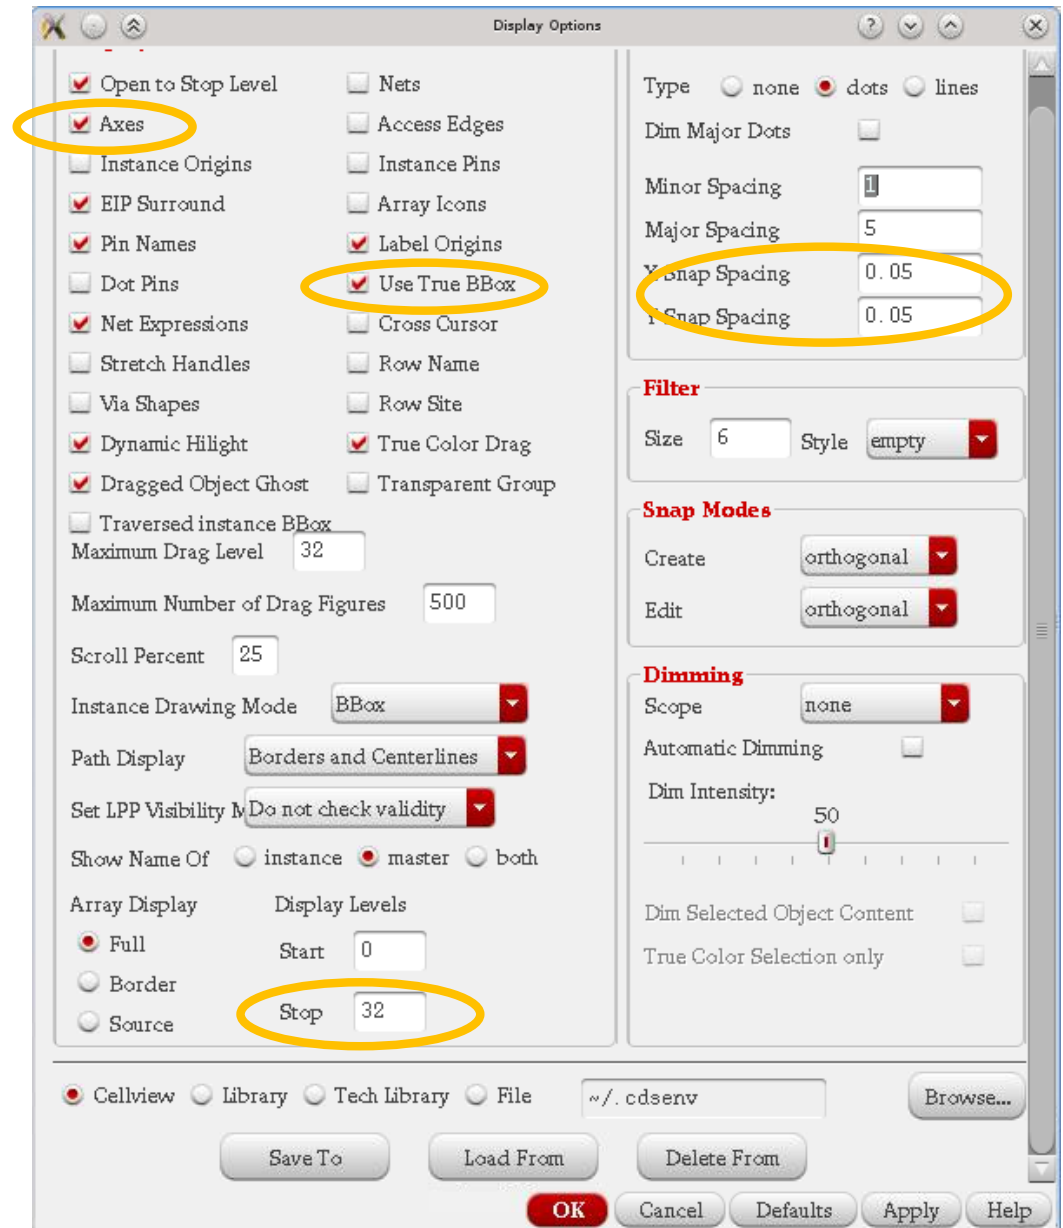 Display Options
Open to Stop Level
Nets
Axes
Access Edges
Instance Origins
Instance Pins
EIP Surround
Array Icons
Pin Names
Label Origins
Dot Pins
Use True BBox
Net Expressions
Cross Cursor
Stretch Handles
Row Name
Via Shapes
Row Site
Dynamic Hilight
True Color Drag
Dragged Object Ghost
Transparent Group
Traversed instance BBox
Maximum Drag Level 32
Maximum Number of Drag Figures 500
Scroll Percent 25
Instance Drawing Mode BBox
Path Display Borders and Centerlines
Set LPP Visibility M Do not check validity
Show Name Of instance master both
Array Display
Full
Border
Source
Display Levels
Start 0
Stop 32
Type none dots lines
Dim Major Dots
Minor Spacing 1
Major Spacing 5
X Snap Spacing 0.05
Y Snap Spacing 0.05
Filter
Size 6 Style empty
Snap Modes
Create orthogonal
Edit orthogonal
Dimming
Scope none
Automatic Dimming
Dim Intensity:
50
Dim Selected Object Content
True Color Selection only
Cellview Library Tech Library File ~/.cdsenv Browse...
Save To Load From Delete From
OK Cancel Defaults Apply Help